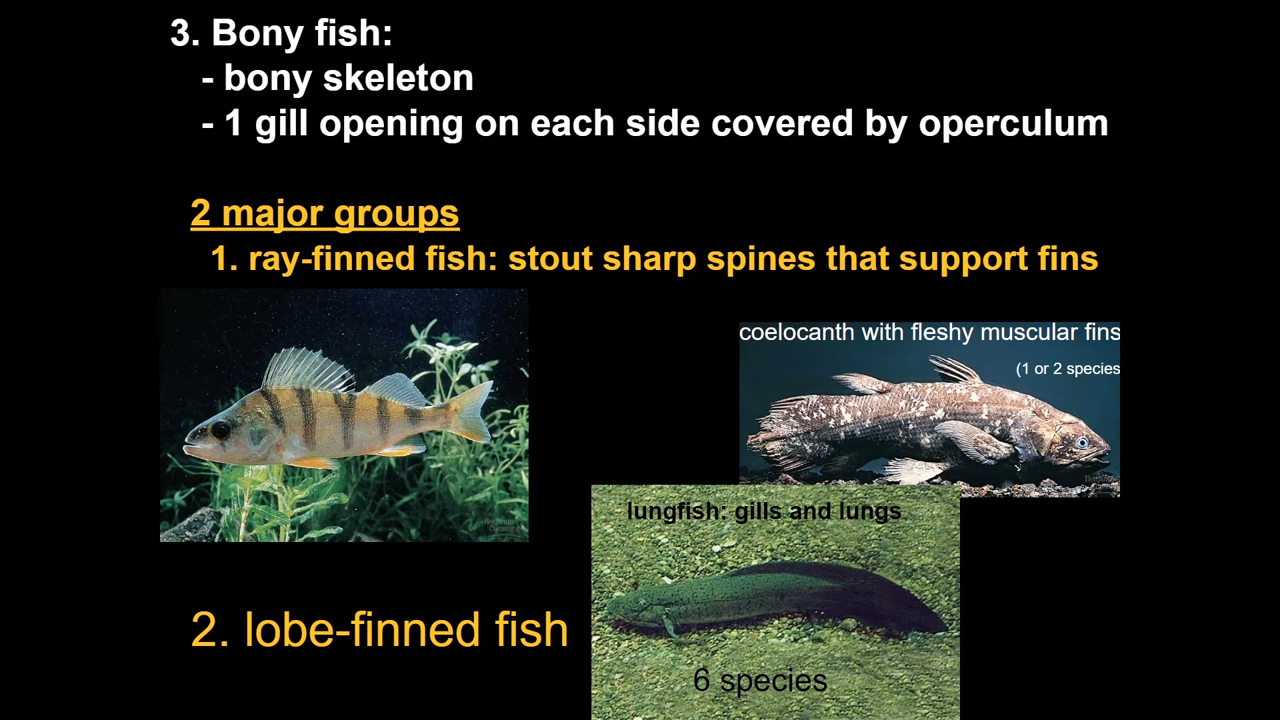 3. Bony fish:
- bony skeleton
- 1 gill opening on each side covered by operculum
2 major groups
1. ray-finned fish: stout sharp spines that support fins
coelocanth with fleshy muscular fins
(1 or 2 species
lungfish: gills and lungs
2. lobe-finned fish
6 species